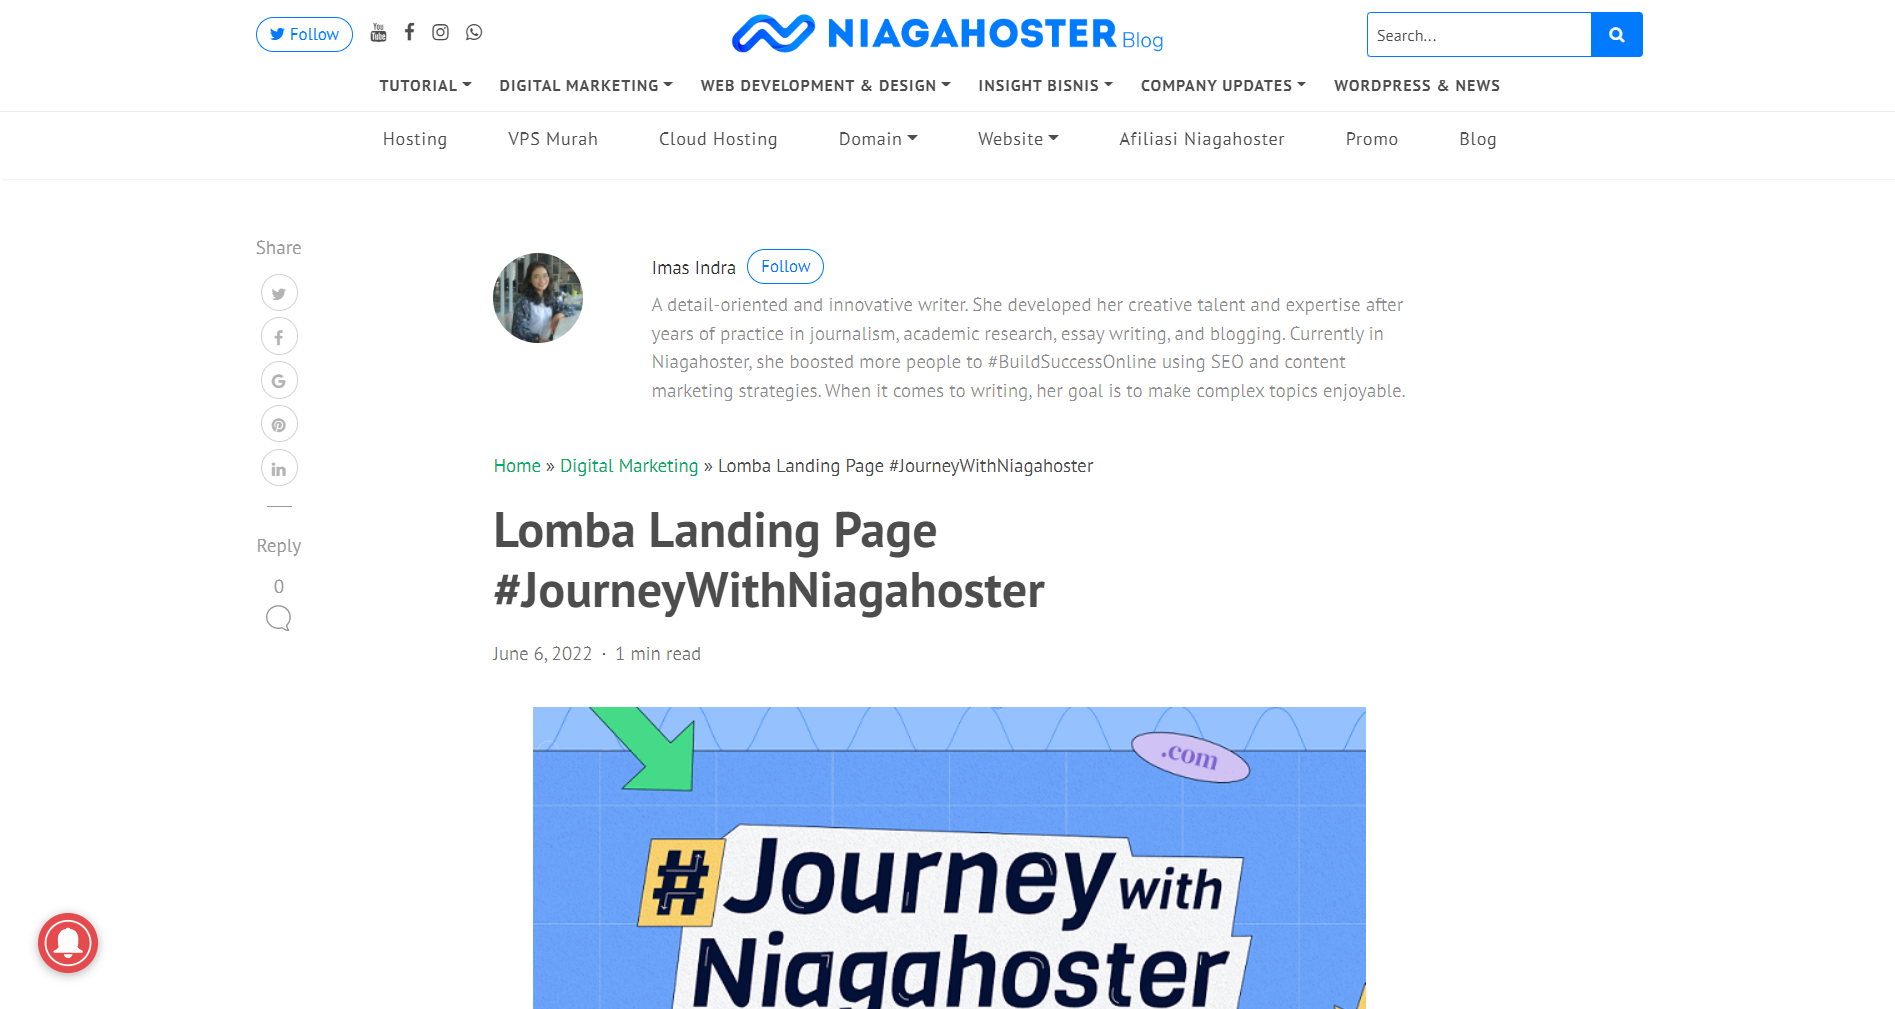 Follow
You Tube
NIAGAHOSTER Blog
Search...
TUTORIAL
DIGITAL MARKETING
WEB DEVELOPMENT & DESIGN
INSIGHT BISNIS
COMPANY UPDATES
WORDPRESS & NEWS
Hosting
VPS Murah
Cloud Hosting
Domain
Website
Afiliasi Niagahoster
Promo
Blog
Share
Reply
0
Imas Indra
Follow
A detail-oriented and innovative writer. She developed her creative talent and expertise after
years of practice in journalism, academic research, essay writing, and blogging. Currently in
Niagahoster, she boosted more people to #BuildSuccessOnline using SEO and content
marketing strategies. When it comes to writing, her goal is to make complex topics enjoyable.
Home » Digital Marketing » Lomba Landing Page #JourneyWithNiagahoster
Lomba Landing Page
#JourneyWithNiagahoster
June 6, 2022 · 1 min read
.com
#Journey with
Niagahoster